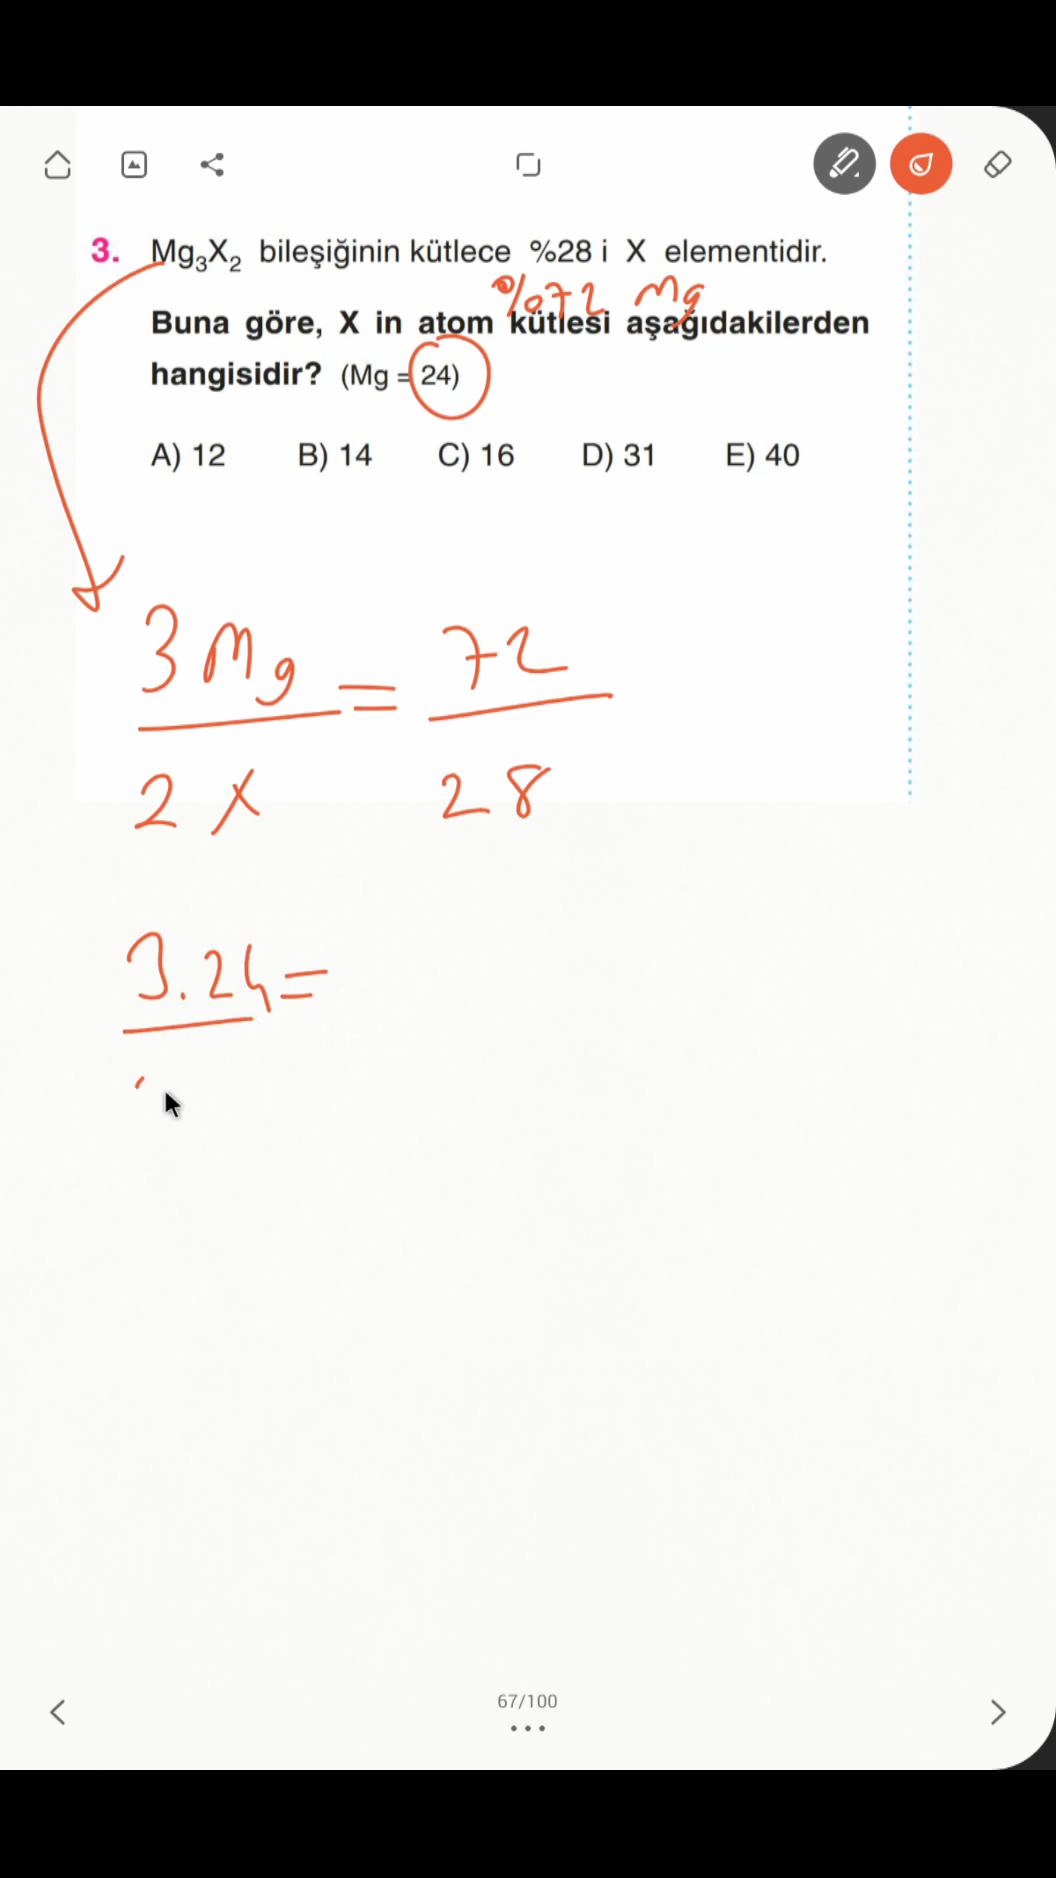 3. Mg₃X₂ bileşiğinin kütlece %28 i X elementidir.
%72 Mg
Buna göre, X in atom kütlesi aşağıdakilerden
hangisidir? (Mg = 24)
A) 12 B) 14 C) 16 D) 31 E) 40
3 Mg = 72
2 X 28
3.24 =
67/100